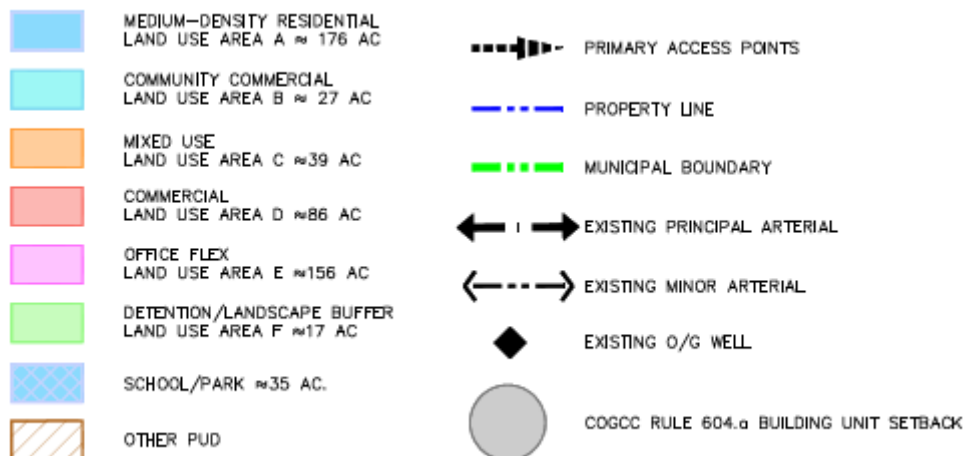 MEDIUM-DENSITY RESIDENTIAL
LAND USE AREA A ≈ 176 AC
COMMUNITY COMMERCIAL
LAND USE AREA B ≈ 27 AC
MIXED USE
LAND USE AREA C ≈39 AC
COMMERCIAL
LAND USE AREA D ≈86 AC
OFFICE FLEX
LAND USE AREA E ≈156 AC
DETENTION/LANDSCAPE BUFFER
LAND USE AREA F ≈17 AC
SCHOOL/PARK ≈35 AC.
OTHER PUD
PRIMARY ACCESS POINTS
PROPERTY LINE
MUNICIPAL BOUNDARY
EXISTING PRINCIPAL ARTERIAL
EXISTING MINOR ARTERIAL
EXISTING O/G WELL
COGCC RULE 604.a BUILDING UNIT SETBACK